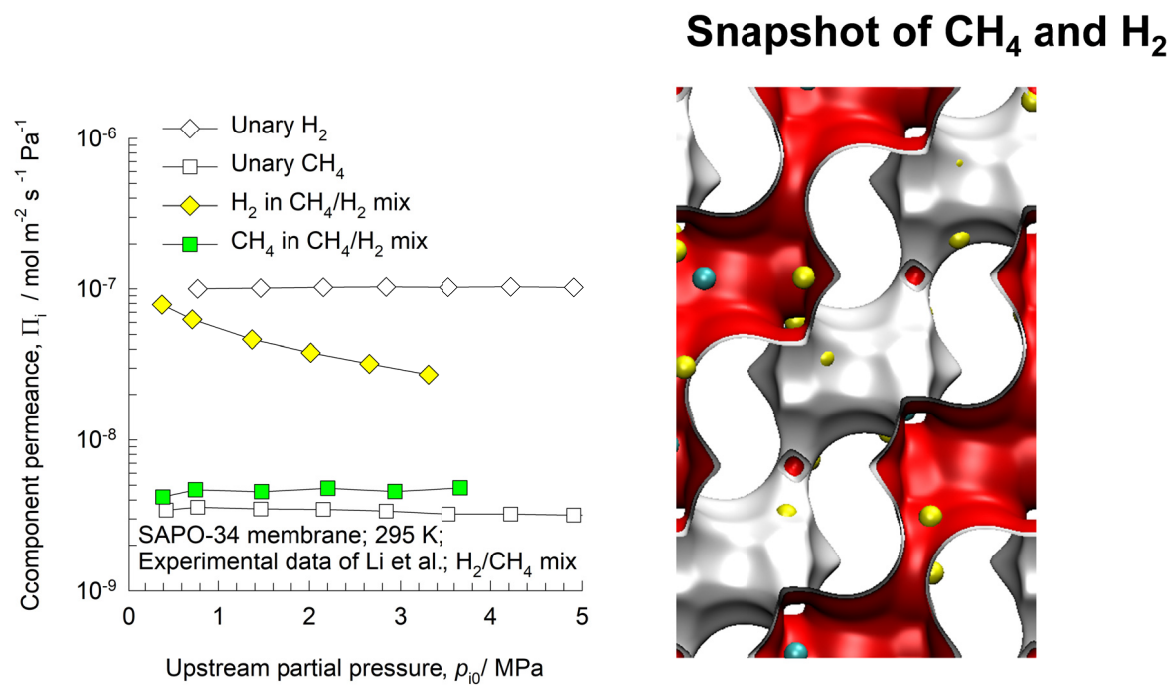 Snapshot of CH4 and H2
Unary H2
Unary CH4
H2 in CH4/H2 mix
CH4 in CH4/H2 mix
10-6
10-7
10-8
10-9
Ccomponent permeance, Πi / mol m-2 s-1 Pa-1
SAPO-34 membrane; 295 K;
Experimental data of Li et al.; H2/CH4 mix
0 1 2 3 4 5
Upstream partial pressure, pi0/ MPa